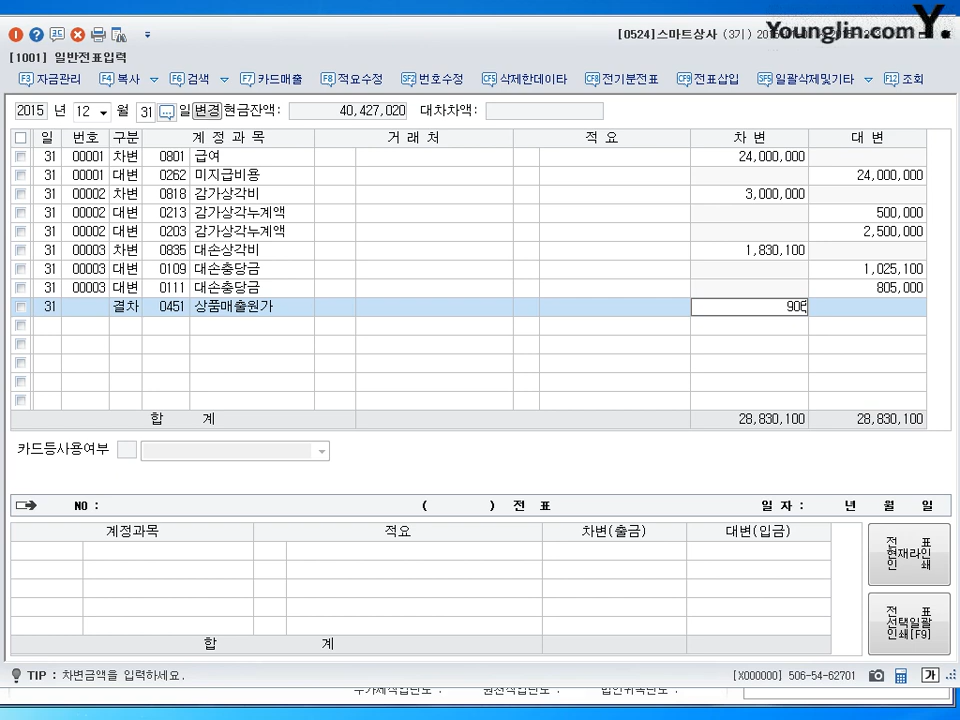 [0524]스마트상사 (3기)
Younglin.com
Y.
[1001] 일반전표입력
F3 자금관리 F4 복사 F6 검색 F7 카드매출 F8 적요수정 SF2 번호수정 CF5 삭제한데이타 CF8 전기분전표 CF9 전표삽입 SF5 일괄삭제및기타 F12 조회
2015 년 12 월 31 일 변경 현금잔액: 40,427,020 대차차액:
일 번호 구분 계 정 과 목 거 래 처 적 요 차 변 대 변
31 00001 차변 0801 급여 24,000,000
31 00001 대변 0262 미지급비용 24,000,000
31 00002 차변 0818 감가상각비 3,000,000
31 00002 대변 0213 감가상각누계액 500,000
31 00002 대변 0203 감가상각누계액 2,500,000
31 00003 차변 0835 대손상각비 1,830,100
31 00003 대변 0109 대손충당금 1,025,100
31 00003 대변 0111 대손충당금 805,000
31 결차 0451 상품매출원가
합 계 28,830,100 28,830,100
카드등사용여부
NO : ( ) 전 표 일 자 : 년 월 일
계정과목 적요 차변(출금) 대변(입금)
전 표
현재라인
인 쇄
전 표
선택일괄
인쇄[F9]
합 계
TIP : 차변금액을 입력하세요. [X000000] 506-54-62701 가